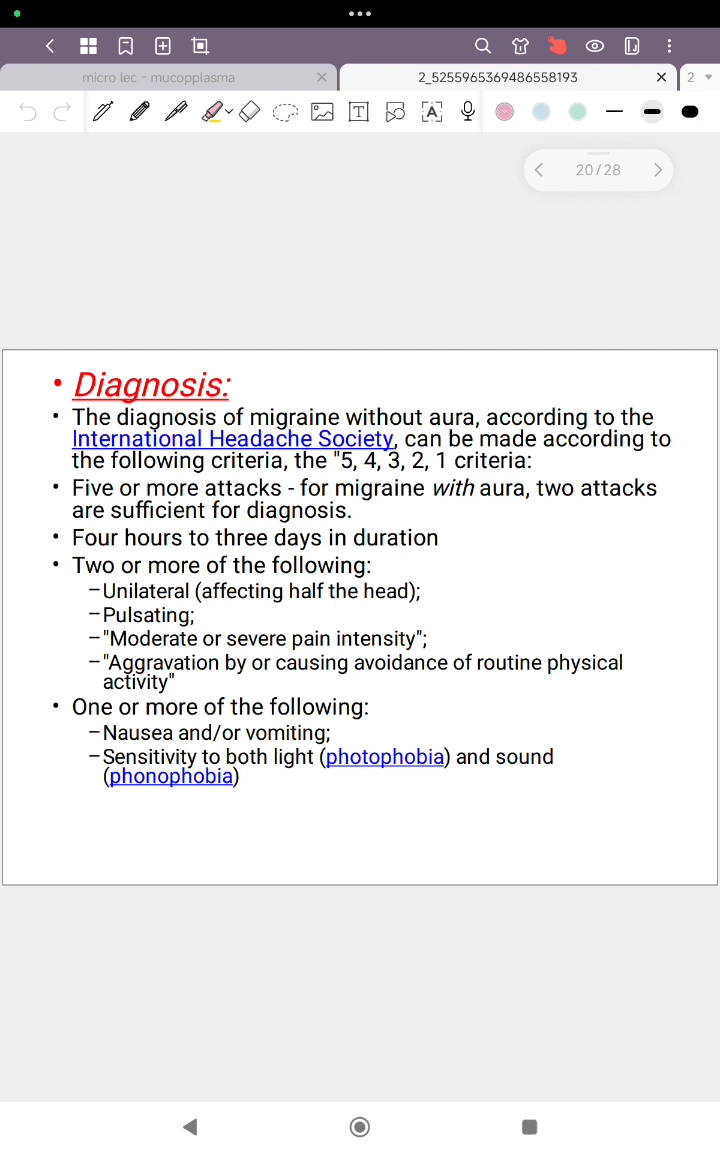 micro lec - mucopplasma
2_5255965369486558193
2
20/28
• Diagnosis:
• The diagnosis of migraine without aura, according to the
International Headache Society, can be made according to
the following criteria, the "5, 4, 3, 2, 1 criteria:
• Five or more attacks - for migraine with aura, two attacks
are sufficient for diagnosis.
• Four hours to three days in duration
• Two or more of the following:
– Unilateral (affecting half the head);
– Pulsating;
– "Moderate or severe pain intensity";
– "Aggravation by or causing avoidance of routine physical
activity"
• One or more of the following:
– Nausea and/or vomiting;
– Sensitivity to both light (photophobia) and sound
(phonophobia)